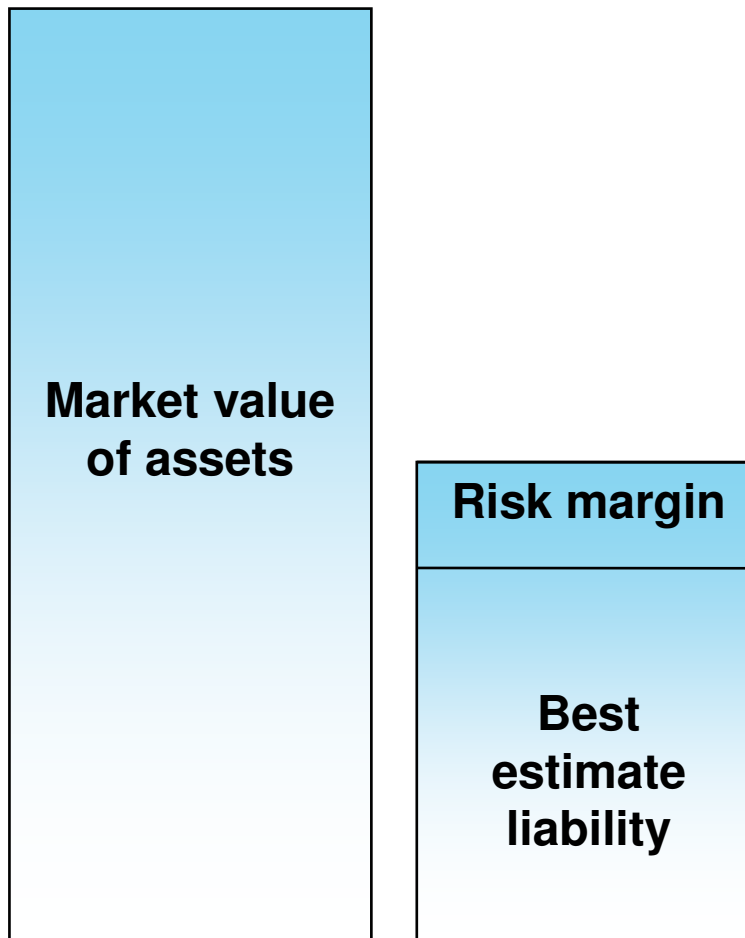 Market value
of assets
Risk margin
Best
estimate
liability